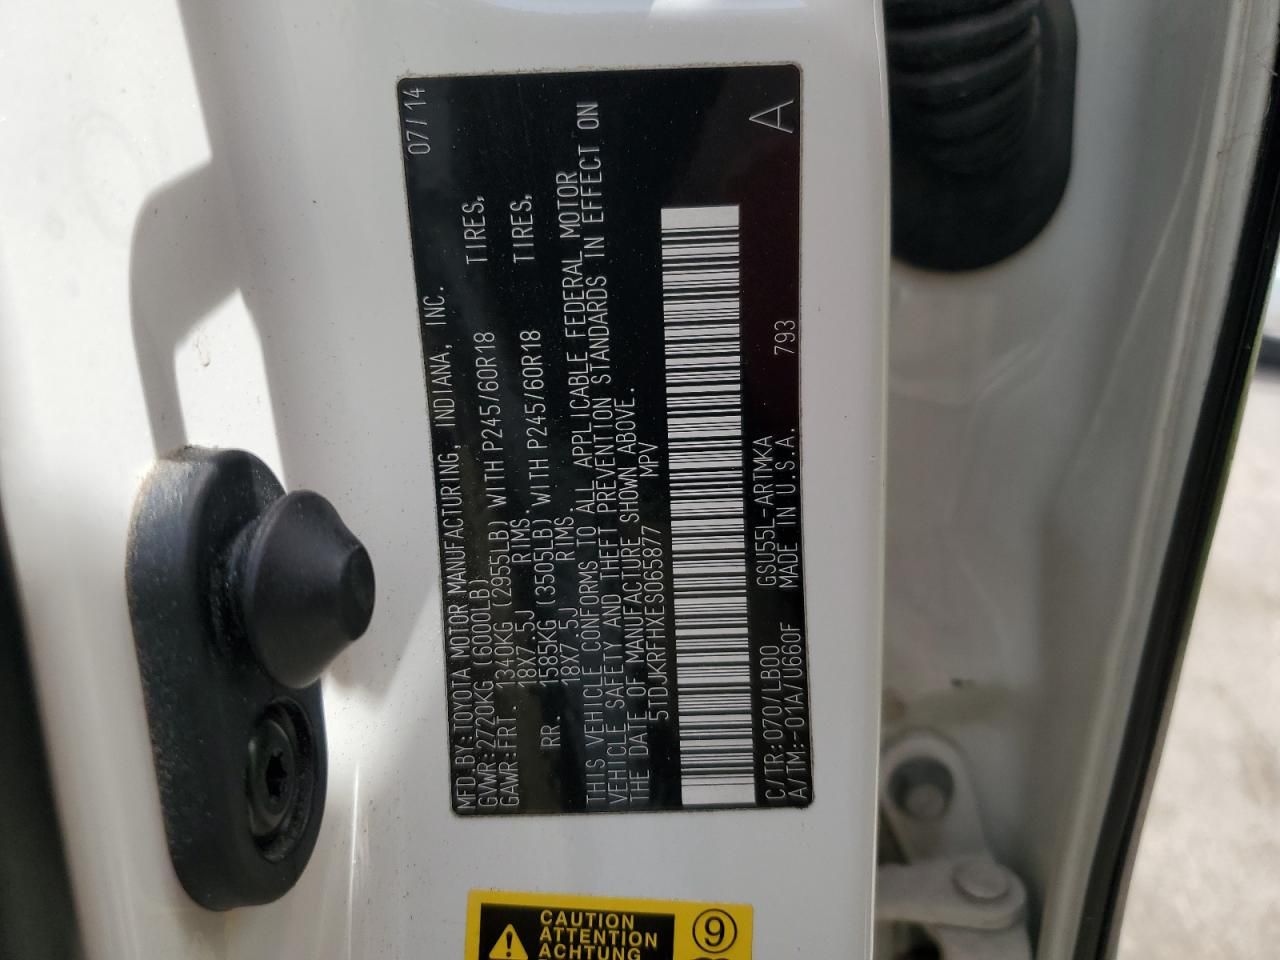 MFD.BY:TOYOTA MOTOR MANUFACTURING, INDIANA, INC. 07/14
GVWR:2720KG (6000LB)
GAWR:FRT. 1340KG (2955LB) WITH P245/60R18 TIRES,
18X7.5J RIMS.
RR. 1585KG (3505LB) WITH P245/60R18 TIRES,
18X7.5J RIMS.
THIS VEHICLE CONFORMS TO ALL APPLICABLE FEDERAL MOTOR
VEHICLE SAFETY AND THEFT PREVENTION STANDARDS IN EFFECT ON
THE DATE OF MANUFACTURE SHOWN ABOVE.
5TDJKRFHXES065877 MPV
C/TR:070/LB00 GSU55L-ARTMKA
A/TM:-01A/U660F MADE IN U.S.A. 793 A
CAUTION
ATTENTION
ACHTUNG
9